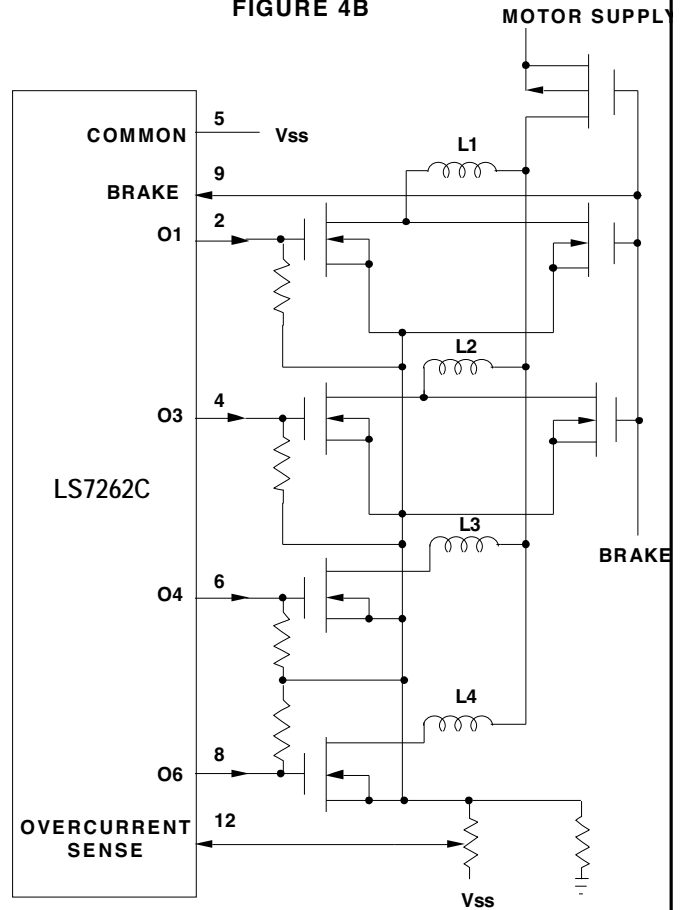 FIGURE 4B
MOTOR SUPPLY
COMMON 5 Vss
L1
BRAKE 9
O1 2
L2
O3 4
LS7262C
L3
BRAKE
O4 6
L4
O6 8
OVERCURRENT 12
SENSE
Vss